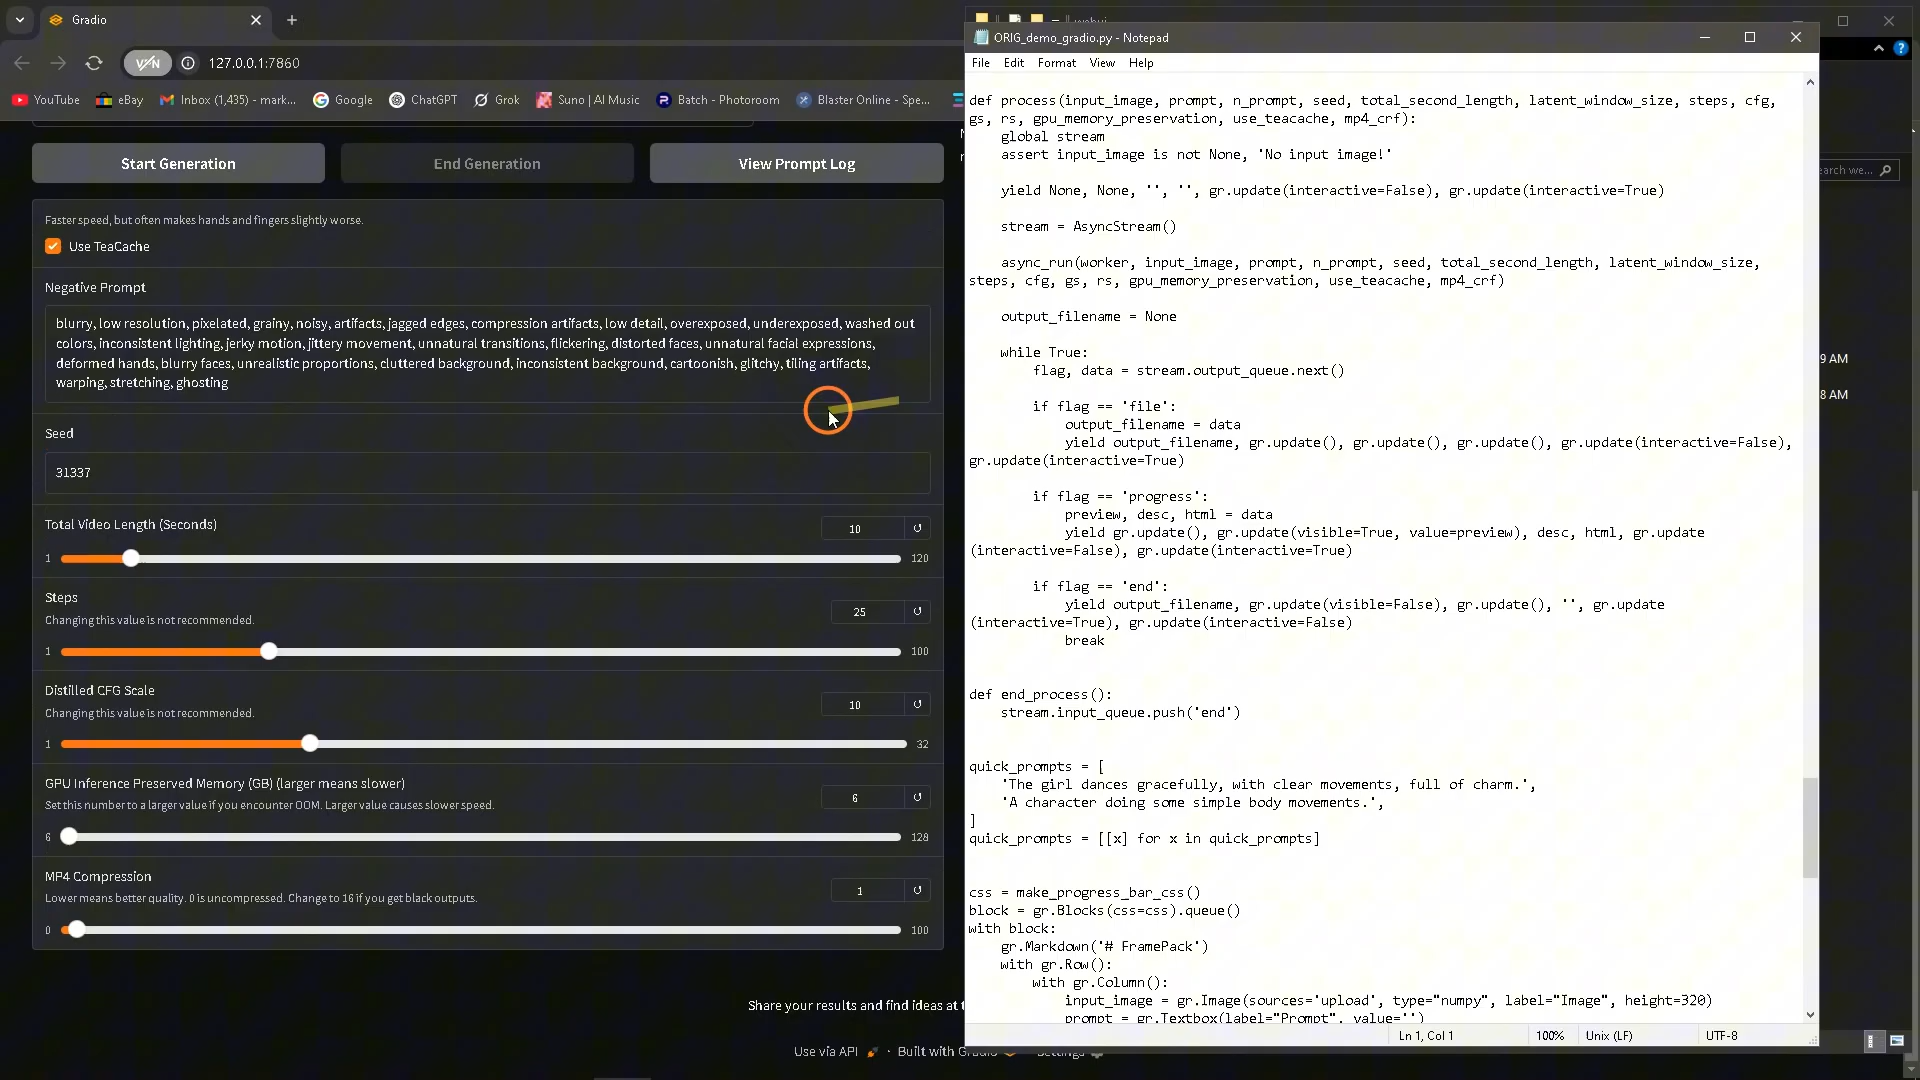 Gradio
127.0.0.1:7860
YouTube
eBay
Inbox (1,435) - mark...
Google
ChatGPT
Grok
Suno | AI Music
Batch - Photoroom
Blaster Online - Spe...
Start Generation
End Generation
View Prompt Log
Faster speed, but often makes hands and fingers slightly worse.
Use TeaCache
Negative Prompt
blurry, low resolution, pixelated, grainy, noisy, artifacts, jagged edges, compression artifacts, low detail, overexposed, underexposed, washed out
colors, inconsistent lighting, jerky motion, jittery movement, unnatural transitions, flickering, distorted faces, unnatural facial expressions,
deformed hands, blurry faces, unrealistic proportions, cluttered background, inconsistent background, cartoonish, glitchy, tiling artifacts,
warping, stretching, ghosting
Seed
31337
Total Video Length (Seconds)
10
1
120
Steps
Changing this value is not recommended.
25
1
100
Distilled CFG Scale
Changing this value is not recommended.
10
1
32
GPU Inference Preserved Memory (GB) (larger means slower)
Set this number to a larger value if you encounter OOM. Larger value causes slower speed.
6
6
128
MP4 Compression
Lower means better quality. 0 is uncompressed. Change to 16 if you get black outputs.
1
0
100
Share your results and find ideas at t
Use via API
· Built with Gradio
Settings
ORIG_demo_gradio.py - Notepad
File Edit Format View Help
def process(input_image, prompt, n_prompt, seed, total_second_length, latent_window_size, steps, cfg,
gs, rs, gpu_memory_preservation, use_teacache, mp4_crf):
global stream
assert input_image is not None, 'No input image!'
yield None, None, '', '', gr.update(interactive=False), gr.update(interactive=True)
stream = AsyncStream()
async_run(worker, input_image, prompt, n_prompt, seed, total_second_length, latent_window_size,
steps, cfg, gs, rs, gpu_memory_preservation, use_teacache, mp4_crf)
output_filename = None
while True:
flag, data = stream.output_queue.next()
if flag == 'file':
output_filename = data
yield output_filename, gr.update(), gr.update(), gr.update(), gr.update(interactive=False),
gr.update(interactive=True)
if flag == 'progress':
preview, desc, html = data
yield gr.update(), gr.update(visible=True, value=preview), desc, html, gr.update
(interactive=False), gr.update(interactive=True)
if flag == 'end':
yield output_filename, gr.update(visible=False), gr.update(), '', gr.update
(interactive=True), gr.update(interactive=False)
break
def end_process():
stream.input_queue.push('end')
quick_prompts = [
'The girl dances gracefully, with clear movements, full of charm.',
'A character doing some simple body movements.',
]
quick_prompts = [[x] for x in quick_prompts]
css = make_progress_bar_css()
block = gr.Blocks(css=css).queue()
with block:
gr.Markdown('# FramePack')
with gr.Row():
with gr.Column():
input_image = gr.Image(sources='upload', type="numpy", label="Image", height=320)
prompt = gr.Textbox(label="Prompt", value='')
Ln 1, Col 1
100%
Unix (LF)
UTF-8
earch we...
9 AM
8 AM